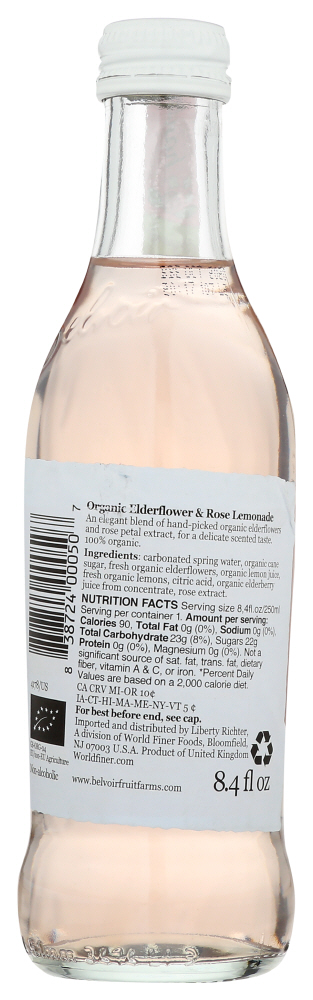 Organic Elderflower & Rose Lemonade
An elegant blend of hand-picked organic elderflowers
and rose petal extract, for a delicate scented taste.
100% organic.
Ingredients: carbonated spring water, organic cane
sugar, fresh organic elderflowers, organic lemon juice,
fresh organic lemons, citric acid, organic elderberry
juice from concentrate, rose extract.
NUTRITION FACTS Serving size 8,4fl.oz/250ml
Serving per container 1. Amount per serving:
Calories 90, Total Fat 0g (0%), Sodium 0g (0%),
Total Carbohydrate 23g (8%), Sugars 22g
Protein 0g (0%), Magnesium 0g (0%). Not a
significant source of sat. fat, trans. fat, dietary
fiber, vitamin A & C, or iron. *Percent Daily
Values are based on a 2,000 calorie diet.
CA CRV MI-OR 10¢
IA-CT-HI-MA-ME-NY-VT 5 ¢
For best before end, see cap.
Imported and distributed by Liberty Richter,
A division of World Finer Foods, Bloomfield,
NJ 07003 U.S.A. Product of United Kingdom
Worldfiner.com
www.belvoirfruitfarms.com
8.4 fl oz
8 38724 00050 7
Agriculture
Non-alcoholic